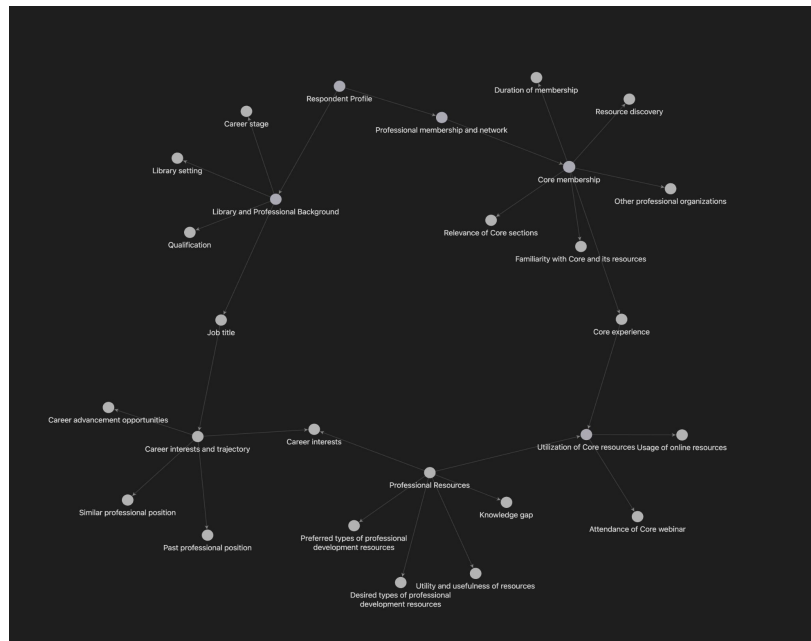 Duration of membership
Respondent Profile
Resource discovery
Career stage
Professional membership and network
Library setting
Core membership
Other professional organizations
Library and Professional Background
Relevance of Core sections
Qualification
Familiarity with Core and its resources
Job title
Core experience
Career advancement opportunities
Career interests and trajectory
Career interests
Utilization of Core resources
Usage of online resources
Professional Resources
Similar professional position
Knowledge gap
Attendance of Core webinar
Preferred types of professional
development resources
Past professional position
Utility and usefulness of resources
Desired types of professional
development resources